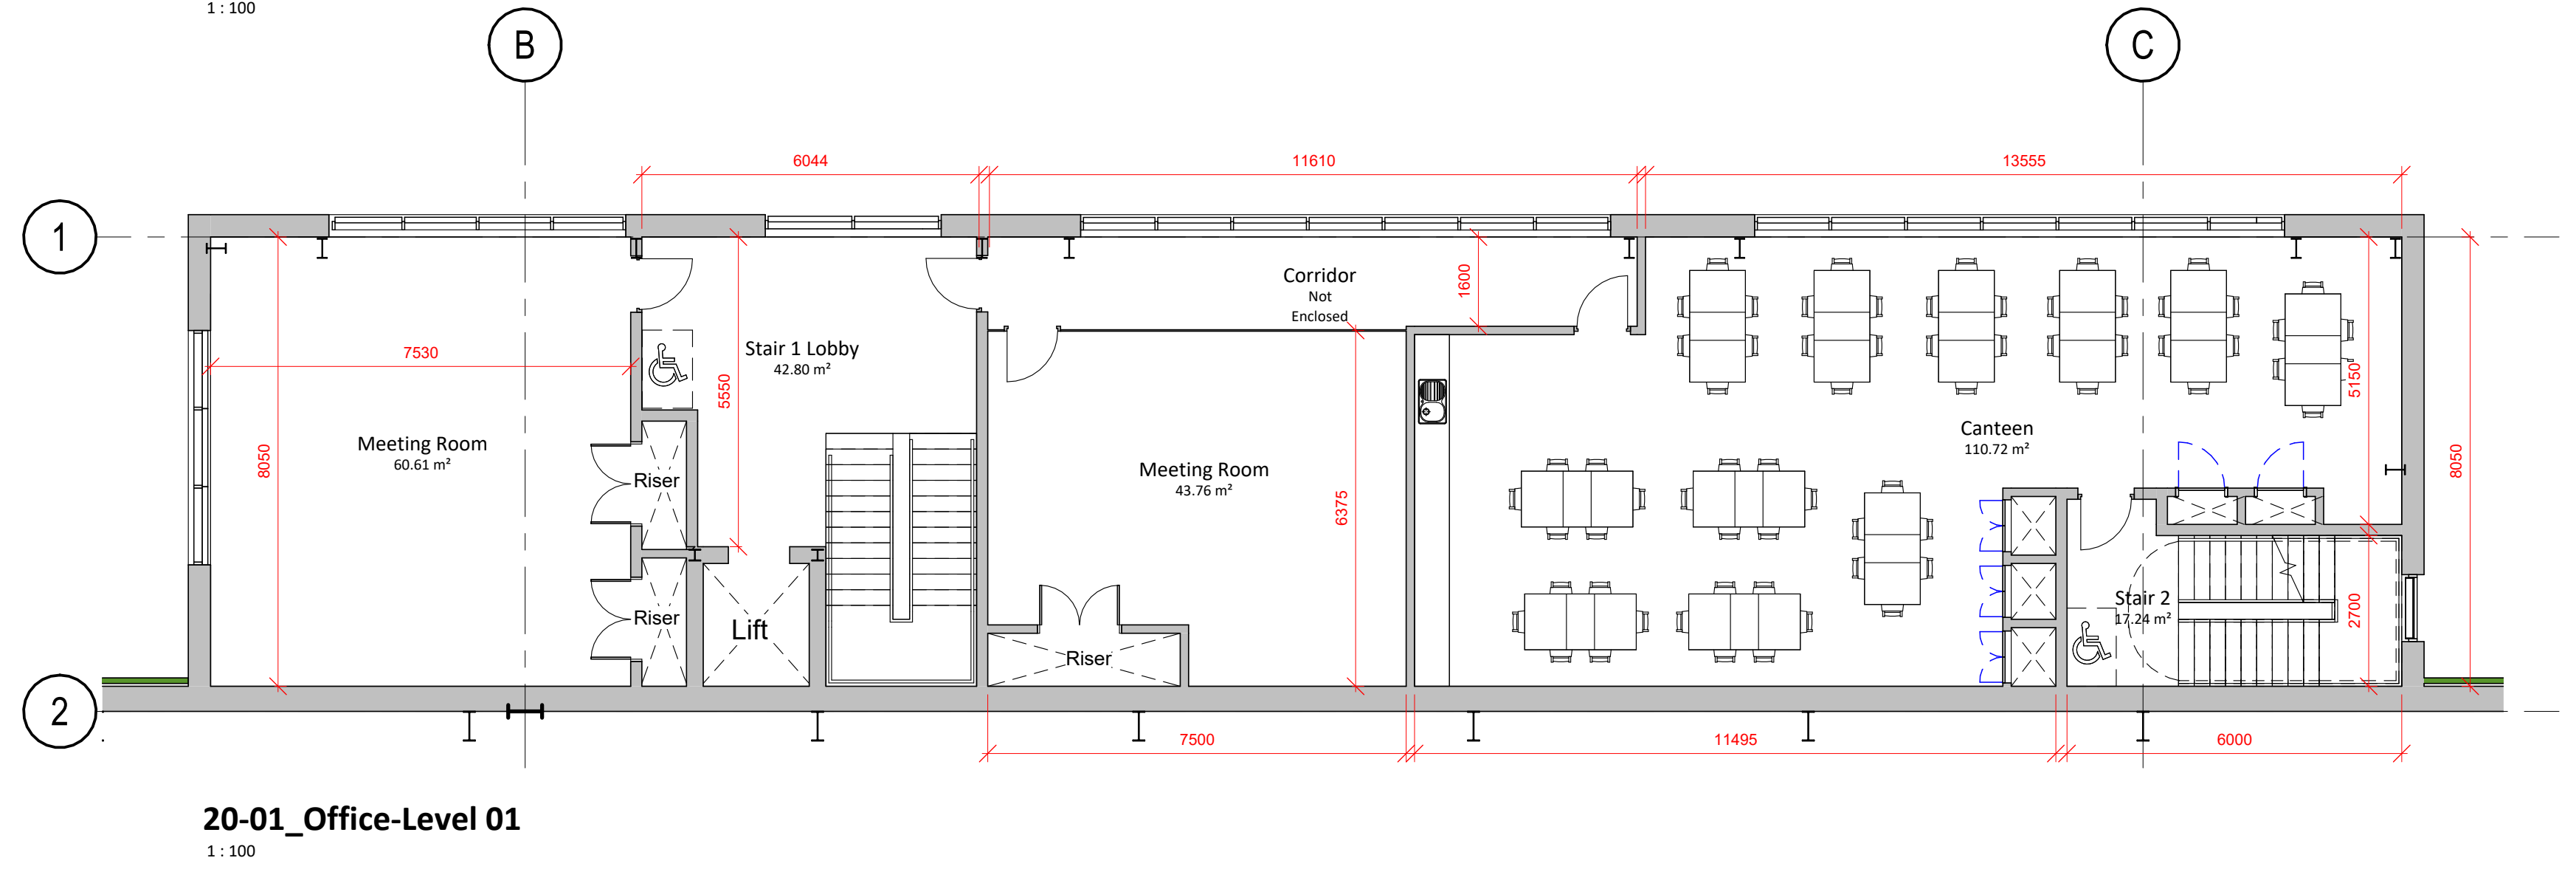 1 : 100
B
C
6044
11610
13555
1
Corridor
Not
Enclosed
1600
7530
Stair 1 Lobby
42.80 m²
5550
5150
8050
Meeting Room
60.61 m²
8050
Riser
Meeting Room
43.76 m²
6375
Canteen
110.72 m²
Riser
Lift
Riser
Stair 2
17.24 m²
2700
2
7500
11495
6000
20-01_Office-Level 01
1 : 100